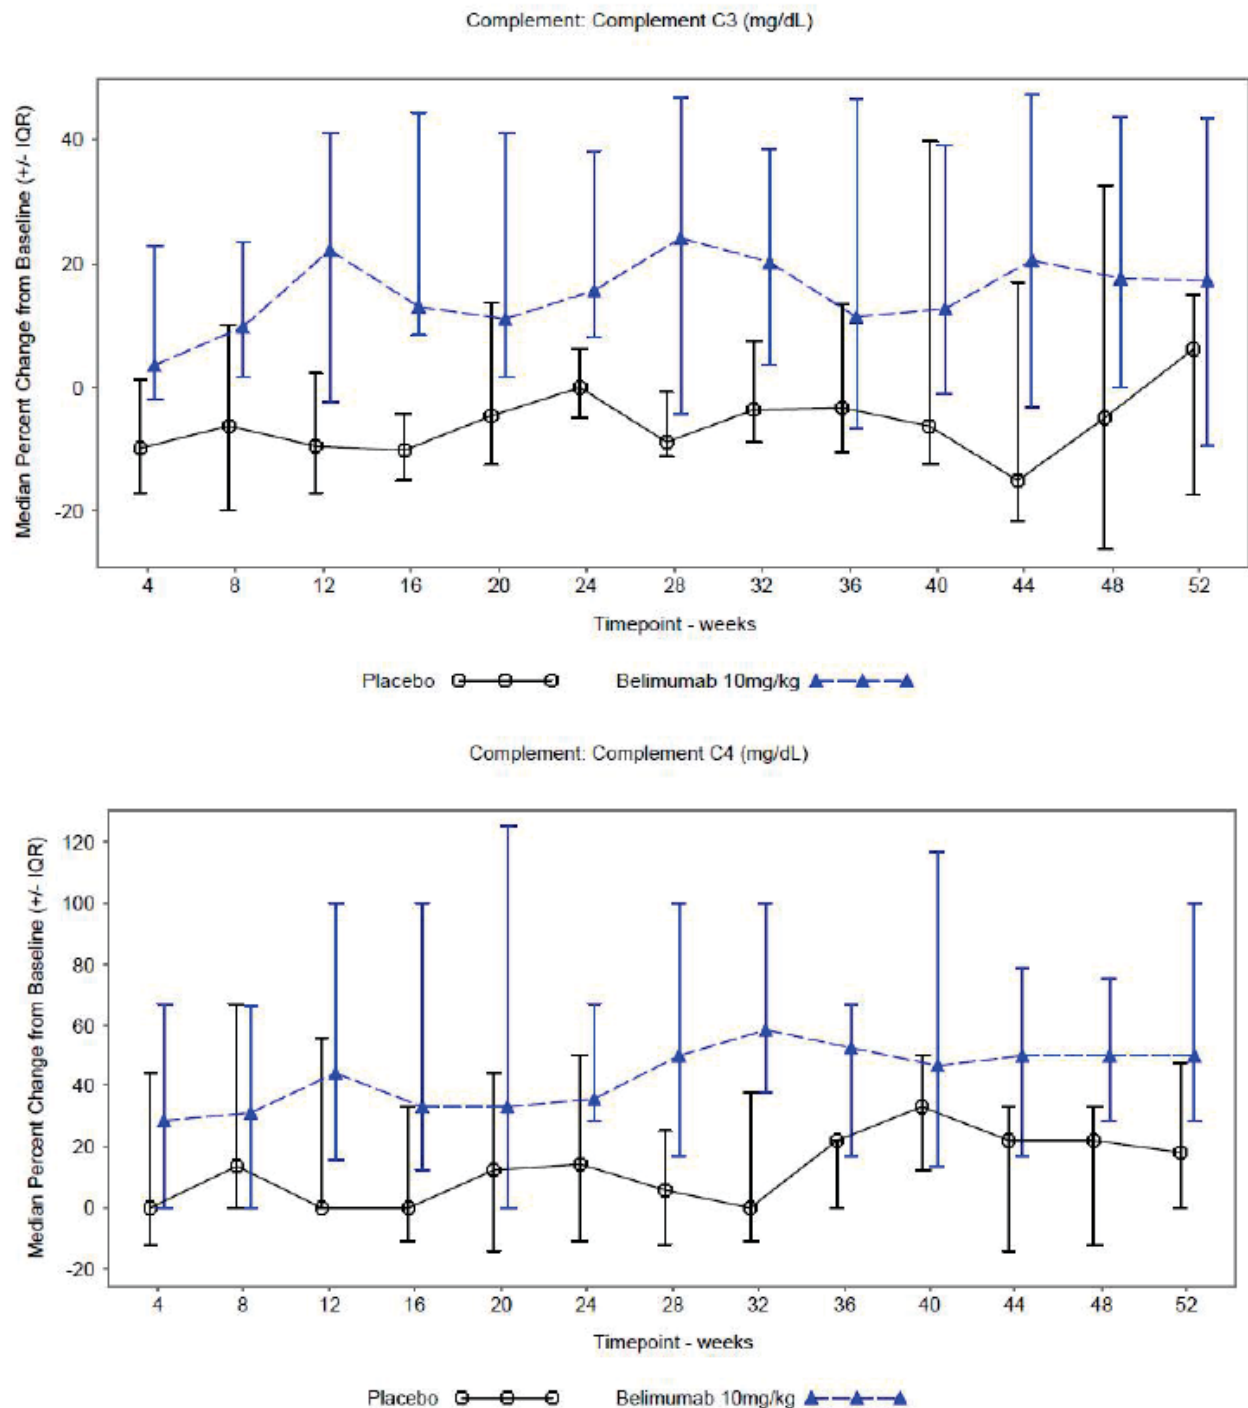 Complement: Complement C3 (mg/dL)
Median Percent Change from Baseline (+/- IQR)
40
20
0
-20
4 8 12 16 20 24 28 32 36 40 44 48 52
Timepoint - weeks
Placebo Belimumab 10mg/kg
Complement: Complement C4 (mg/dL)
Median Percent Change from Baseline (+/- IQR)
120
100
80
60
40
20
0
-20
4 8 12 16 20 24 28 32 36 40 44 48 52
Timepoint - weeks
Placebo Belimumab 10mg/kg